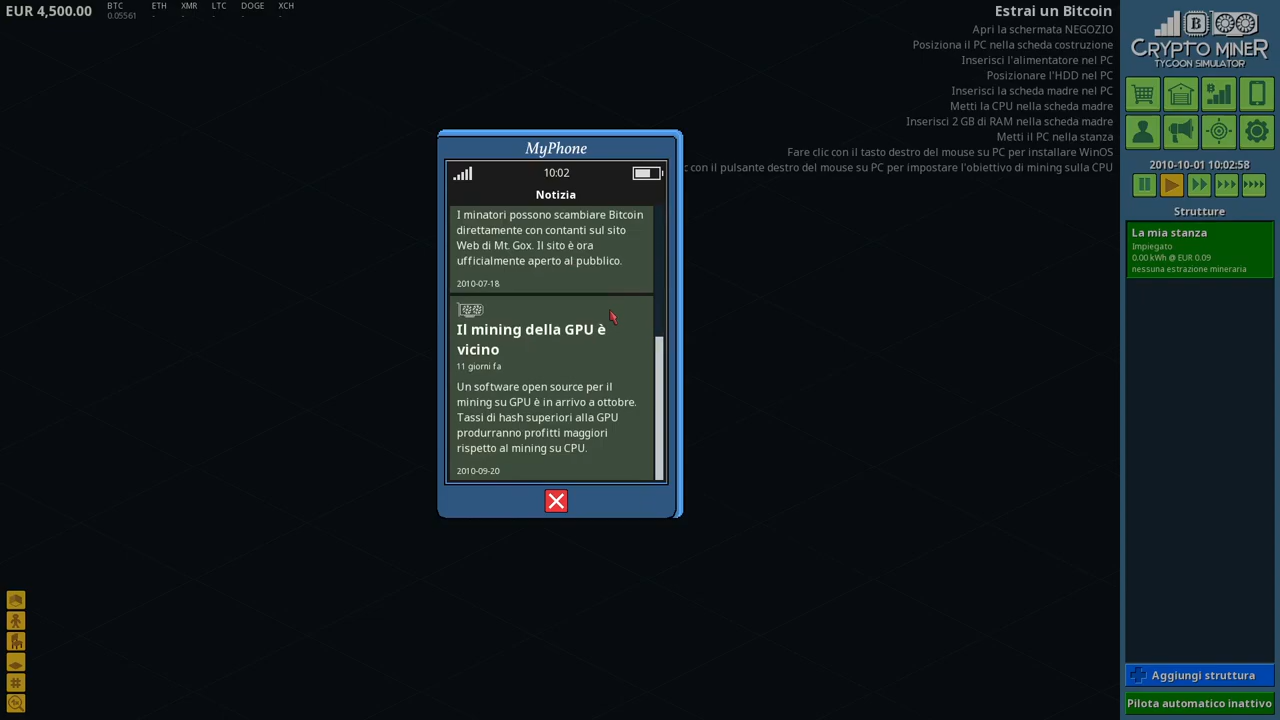 EUR 4,500.00
BTC ETH XMR LTC DOGE XCH
0.05561 - - - - -
Estrai un Bitcoin
Apri la schermata NEGOZIO
Posiziona il PC nella scheda costruzione
Inserisci l'alimentatore nel PC
Posizionare l'HDD nel PC
Inserisci la scheda madre nel PC
Metti la CPU nella scheda madre
Inserisci 2 GB di RAM nella scheda madre
Metti il PC nella stanza
Fare clic con il tasto destro del mouse su PC per installare WinOS
c con il pulsante destro del mouse su PC per impostare l'obiettivo di mining sulla CPU
MyPhone
10:02
Notizia
I minatori possono scambiare Bitcoin
direttamente con contanti sul sito
Web di Mt. Gox. Il sito è ora
ufficialmente aperto al pubblico.
2010-07-18
Il mining della GPU è
vicino
11 giorni fa
Un software open source per il
mining su GPU è in arrivo a ottobre.
Tassi di hash superiori alla GPU
produrranno profitti maggiori
rispetto al mining su CPU.
2010-09-20
CRYPTO MINER
TYCOON SIMULATOR
2010-10-01 10:02:58
Strutture
La mia stanza
Impiegato
0.00 kWh @ EUR 0.09
nessuna estrazione mineraria
Aggiungi struttura
Pilota automatico inattivo